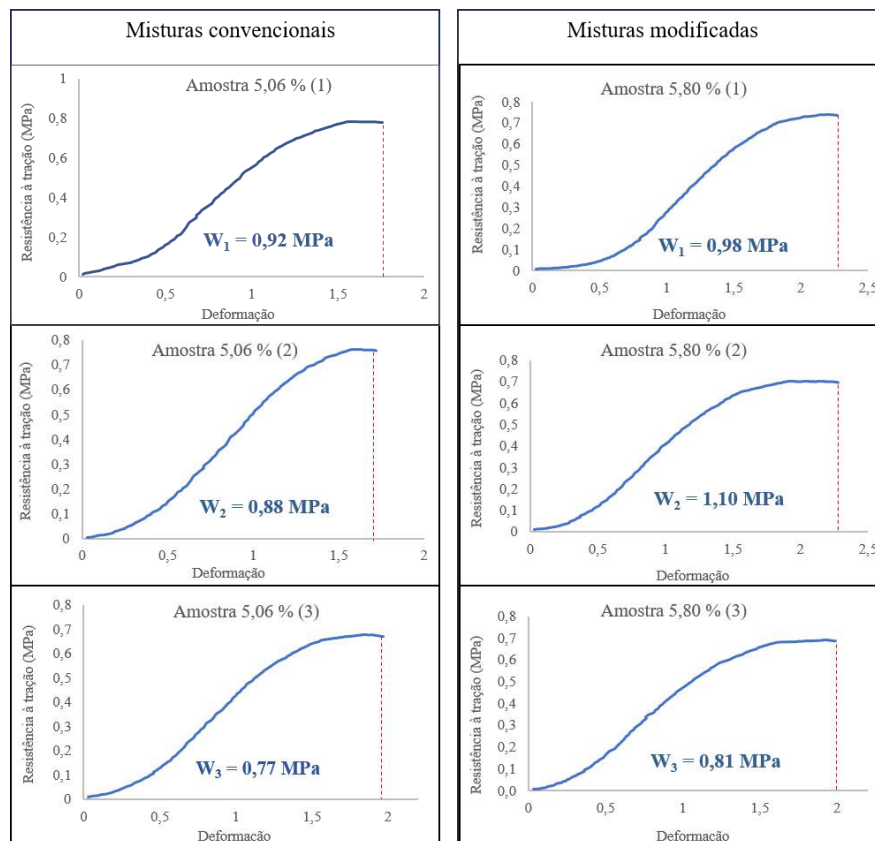 Misturas convencionais
Misturas modificadas
Amostra 5,06 % (1)
Resistência à tração (MPa)
1
0,8
0,6
0,4
0,2
0
W₁ = 0,92 MPa
0 0,5 1 1,5 2
Deformação
Amostra 5,80 % (1)
Resistência à tração (MPa)
0,8
0,7
0,6
0,5
0,4
0,3
0,2
0,1
0
W₁ = 0,98 MPa
0 0,5 1 1,5 2 2,5
Deformação
Amostra 5,06 % (2)
Resistência à tração (MPa)
0,8
0,7
0,6
0,5
0,4
0,3
0,2
0,1
0
W₂ = 0,88 MPa
0 0,5 1 1,5 2
Deformação
Amostra 5,80 % (2)
Resistência à tração (MPa)
0,8
0,7
0,6
0,5
0,4
0,3
0,2
0,1
0
W₂ = 1,10 MPa
0 0,5 1 1,5 2 2,5
Deformação
Amostra 5,06 % (3)
Resistência à tração (MPa)
0,8
0,7
0,6
0,5
0,4
0,3
0,2
0,1
0
W₃ = 0,77 MPa
0 0,5 1 1,5 2
Deformação
Amostra 5,80 % (3)
Resistência à tração (MPa)
0,8
0,7
0,6
0,5
0,4
0,3
0,2
0,1
0,0
W₃ = 0,81 MPa
0 0,5 1 1,5 2
Deformação